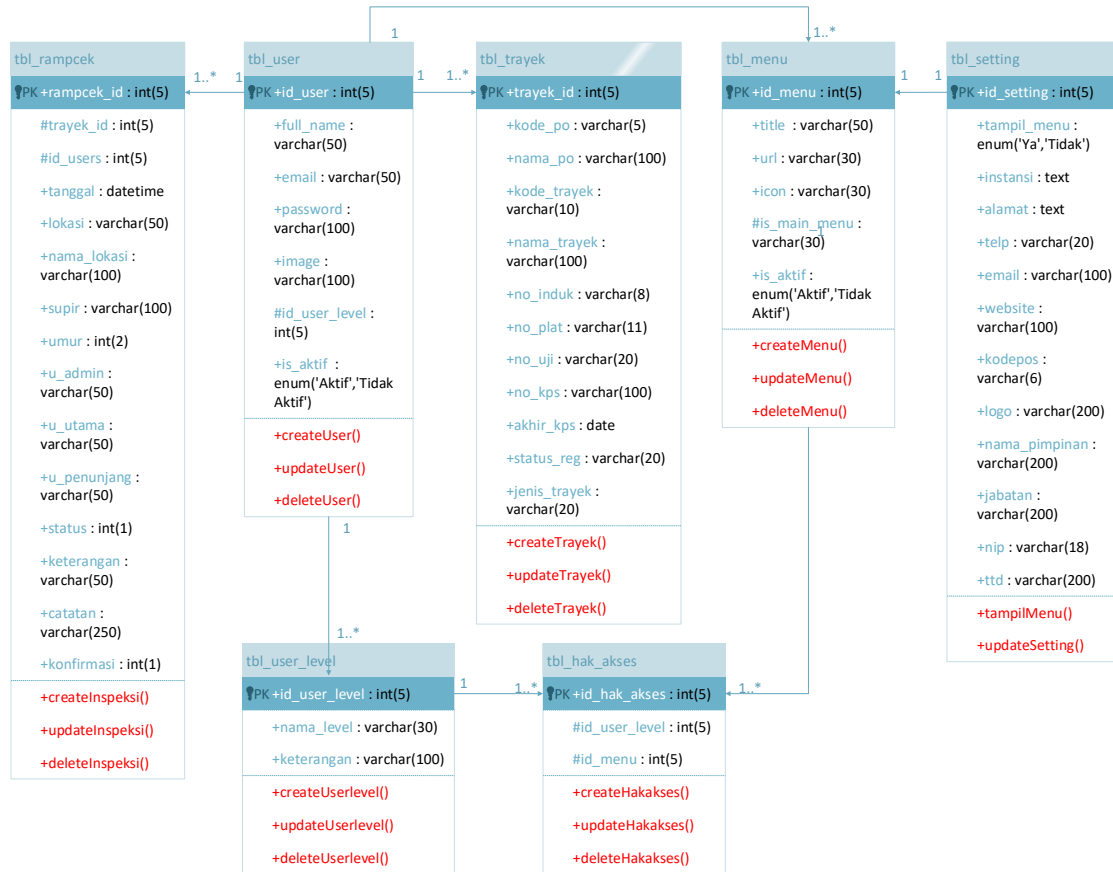 1
1
1..*
tbl_rampcek
PK +rampcek_id : int(5)
#trayek_id : int(5)
#id_users : int(5)
+tanggal : datetime
+lokasi : varchar(50)
+nama_lokasi :
varchar(100)
+supir : varchar(100)
+umur : int(2)
+u_admin :
varchar(50)
+u_utama :
varchar(50)
+u_penunjang :
varchar(50)
+status : int(1)
+keterangan :
varchar(50)
+catatan :
varchar(250)
+konfirmasi : int(1)
+createInspeksi()
+updateInspeksi()
+deleteInspeksi()
1..*
1
tbl_user
PK +id_user : int(5)
+full_name :
varchar(50)
+email : varchar(50)
+password :
varchar(100)
+image :
varchar(100)
#id_user_level :
int(5)
+is_aktif :
enum('Aktif','Tidak
Aktif')
+createUser()
+updateUser()
+deleteUser()
1
1..*
tbl_trayek
PK +trayek_id : int(5)
+kode_po : varchar(5)
+nama_po : varchar(100)
+kode_trayek :
varchar(10)
+nama_trayek :
varchar(100)
+no_induk : varchar(8)
+no_plat : varchar(11)
+no_uji : varchar(20)
+no_kps : varchar(100)
+akhir_kps : date
+status_reg : varchar(20)
+jenis_trayek :
varchar(20)
+createTrayek()
+updateTrayek()
+deleteTrayek()
tbl_menu
PK +id_menu : int(5)
+title : varchar(50)
+url : varchar(30)
+icon : varchar(30)
#is_main_menu :
varchar(30)
1
+is_aktif :
enum('Aktif','Tidak
Aktif')
+createMenu()
+updateMenu()
+deleteMenu()
1
1
tbl_setting
PK +id_setting : int(5)
+tampil_menu :
enum('Ya','Tidak')
+instansi : text
+alamat : text
+telp : varchar(20)
+email : varchar(100)
+website :
varchar(100)
+kodepos :
varchar(6)
+logo : varchar(200)
+nama_pimpinan :
varchar(200)
+jabatan :
varchar(200)
+nip : varchar(18)
+ttd : varchar(200)
+tampilMenu()
+updateSetting()
1
1..*
tbl_user_level
PK +id_user_level : int(5)
+nama_level : varchar(30)
+keterangan : varchar(100)
+createUserlevel()
+updateUserlevel()
+deleteUserlevel()
1
1..*
tbl_hak_akses
PK +id_hak_akses : int(5)
#id_user_level : int(5)
#id_menu : int(5)
+createHakakses()
+updateHakakses()
+deleteHakakses()
1..*